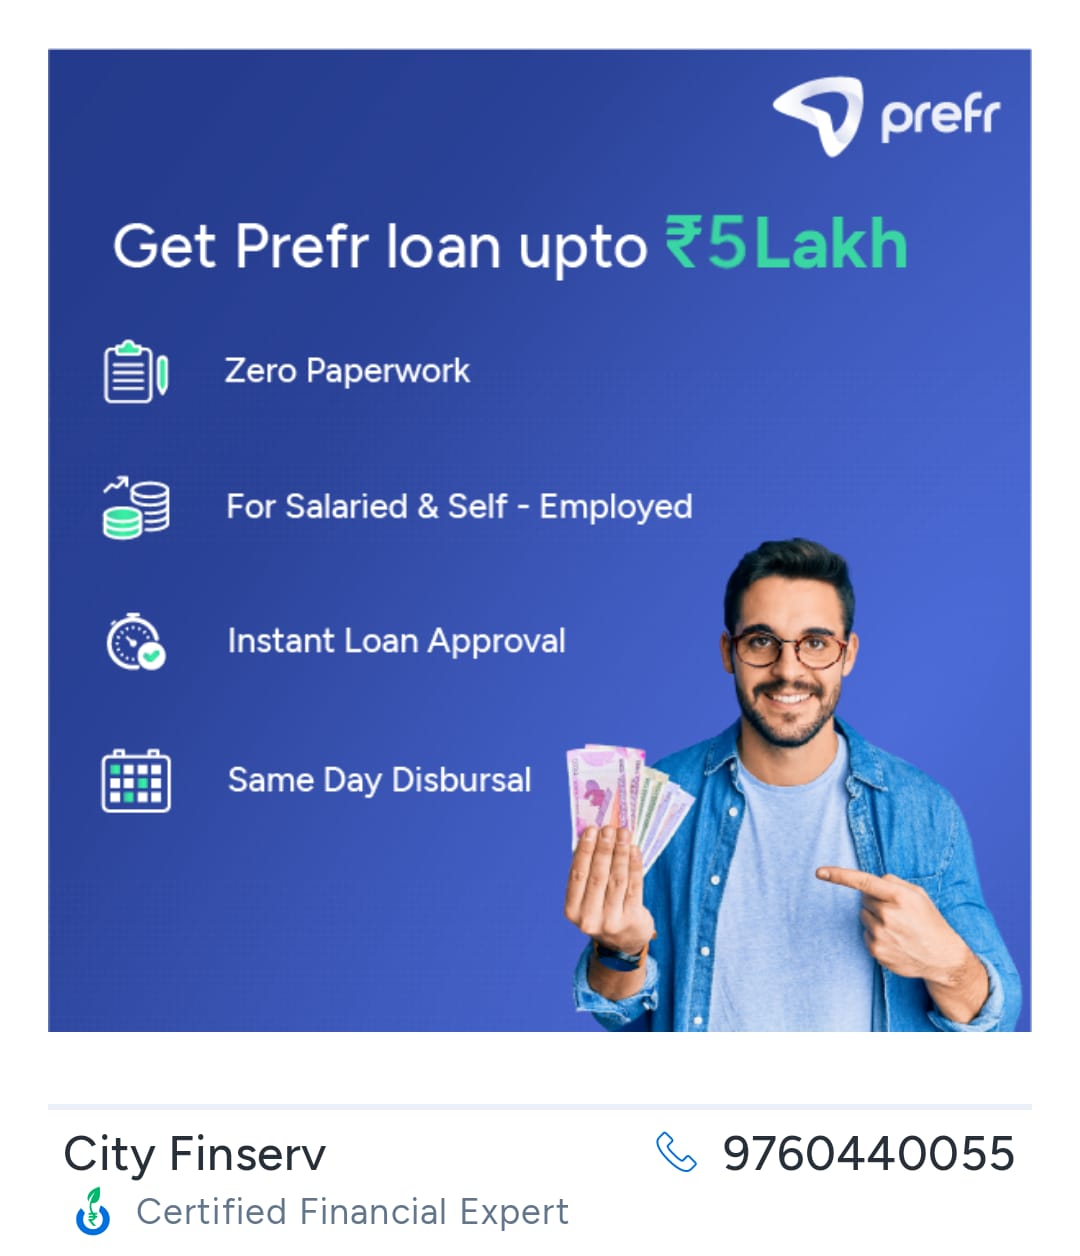 prefr
Get Prefr loan upto ₹5Lakh
Zero Paperwork
For Salaried & Self - Employed
Instant Loan Approval
Same Day Disbursal
City Finserv
9760440055
Certified Financial Expert